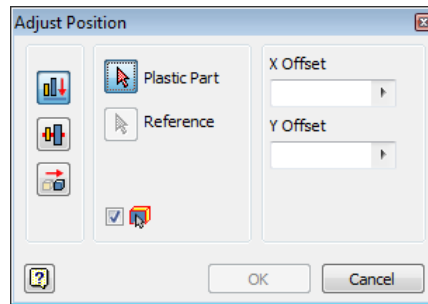 Adjust Position
Plastic Part
Reference
X Offset
Y Offset
OK
Cancel